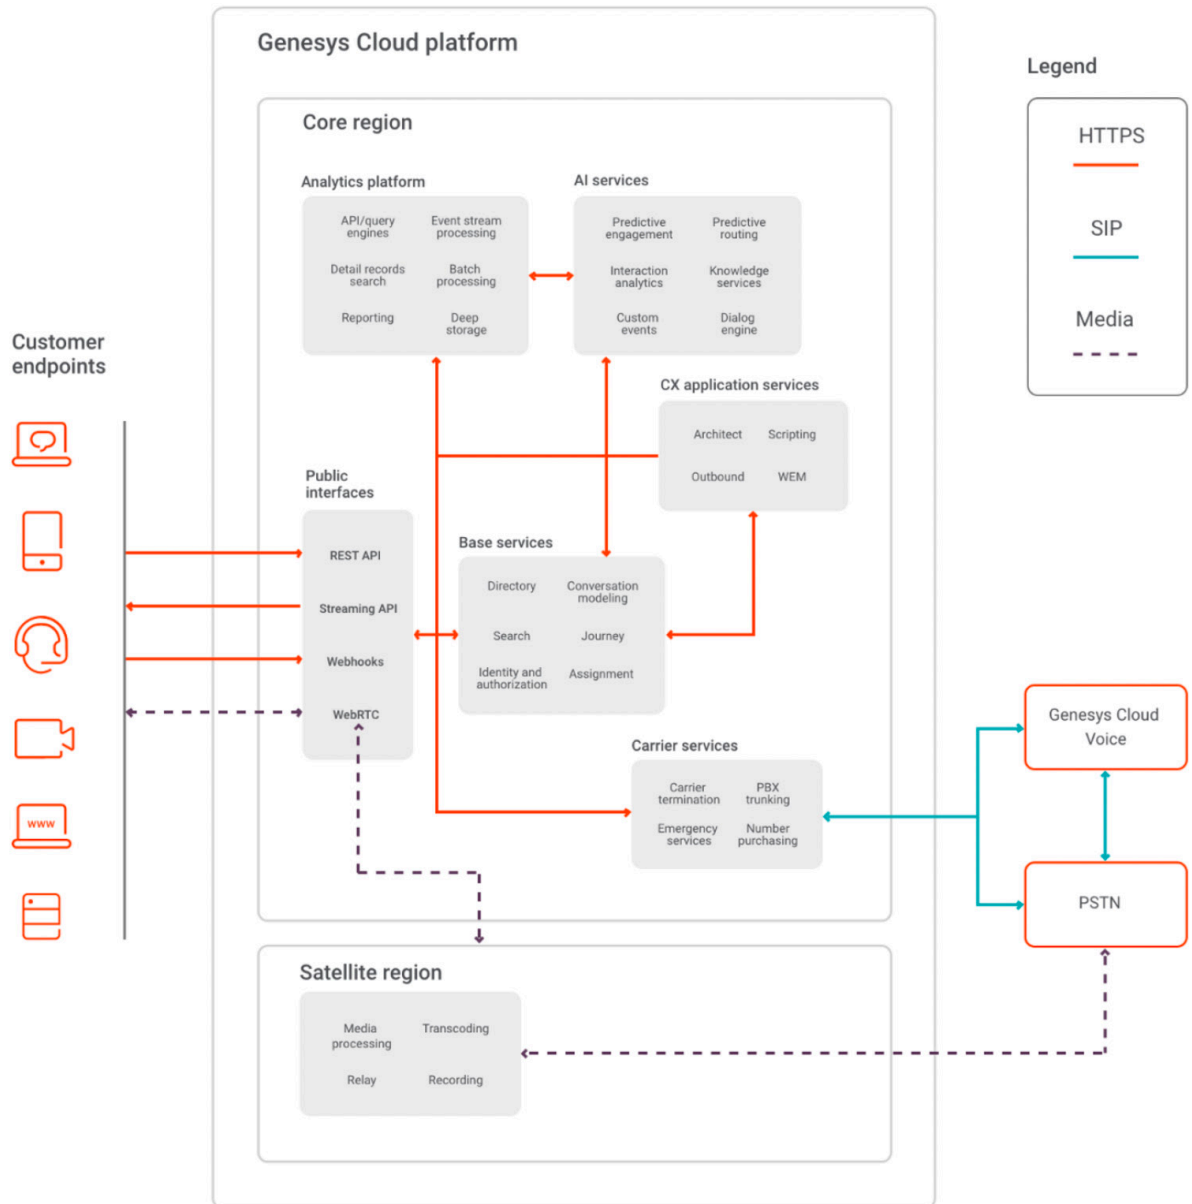 Genesys Cloud platform
Legend
HTTPS
SIP
Media
Core region
Analytics platform
API/query
engines
Event stream
processing
Detail records
search
Batch
processing
Reporting
Deep
storage
AI services
Predictive
engagement
Predictive
routing
Interaction
analytics
Knowledge
services
Custom
events
Dialog
engine
Customer
endpoints
www
CX application services
Architect
Scripting
Outbound
WEM
Public
interfaces
REST API
Streaming API
Webhooks
WebRTC
Base services
Directory
Conversation
modeling
Search
Journey
Identity and
authorization
Assignment
Carrier services
Carrier
termination
PBX
trunking
Emergency
services
Number
purchasing
Genesys Cloud
Voice
PSTN
Satellite region
Media
processing
Transcoding
Relay
Recording